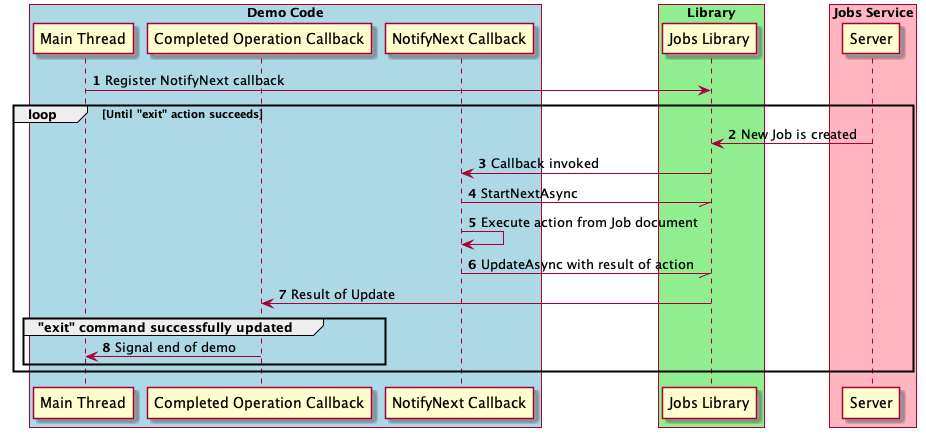 Demo Code
Library
Jobs Service
Main Thread
Completed Operation Callback
NotifyNext Callback
Jobs Library
Server
1 Register NotifyNext callback
loop
[Until "exit" action succeeds]
2 New Job is created
3 Callback invoked
4 StartNextAsync
5 Execute action from Job document
6 UpdateAsync with result of action
7 Result of Update
"exit" command successfully updated
8 Signal end of demo
Main Thread
Completed Operation Callback
NotifyNext Callback
Jobs Library
Server